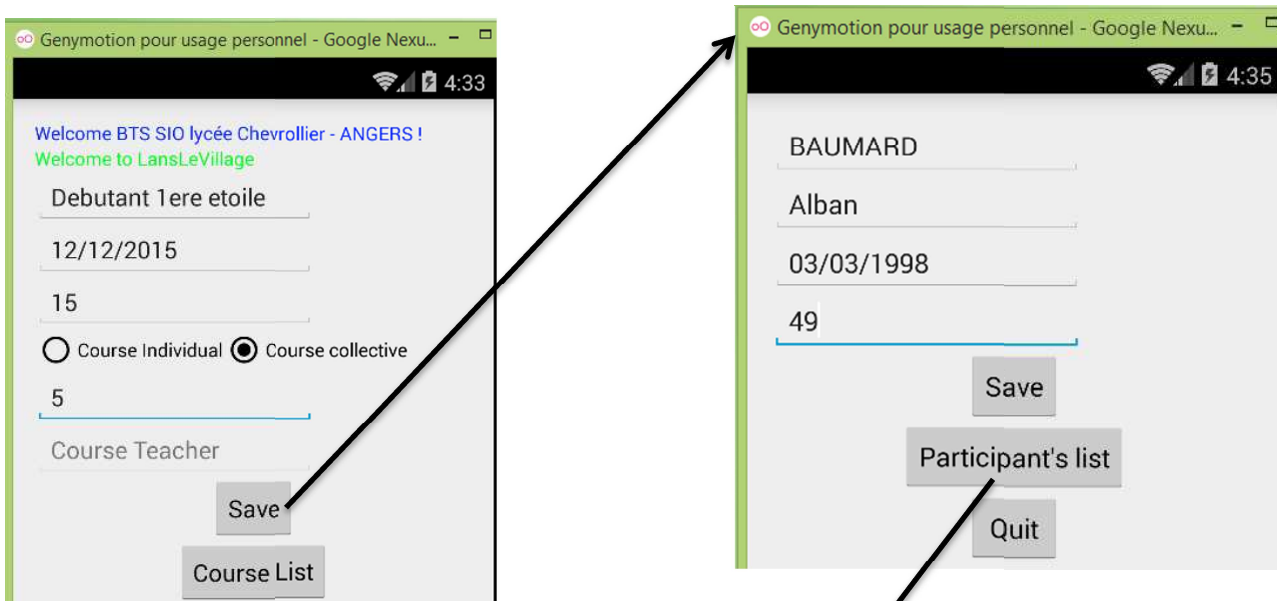 Genymotion pour usage personnel - Google Nexu...
4:33
Welcome BTS SIO lycée Chevrollier - ANGERS !
Welcome to LansLeVillage
Debutant 1ere etoile
12/12/2015
15
Course Individual Course collective
5
Course Teacher
Save
Course List
Genymotion pour usage personnel - Google Nexu...
4:35
BAUMARD
Alban
03/03/1998
49
Save
Participant's list
Quit